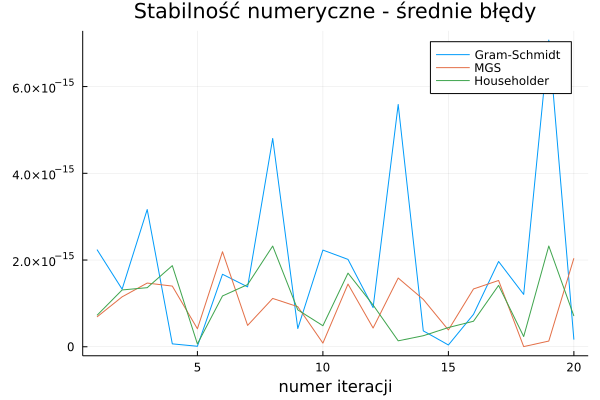 Stabilność numeryczne - średnie błędy
Gram-Schmidt
MGS
Householder
6.0×10⁻¹⁵
4.0×10⁻¹⁵
2.0×10⁻¹⁵
0
5 10 15 20
numer iteracji